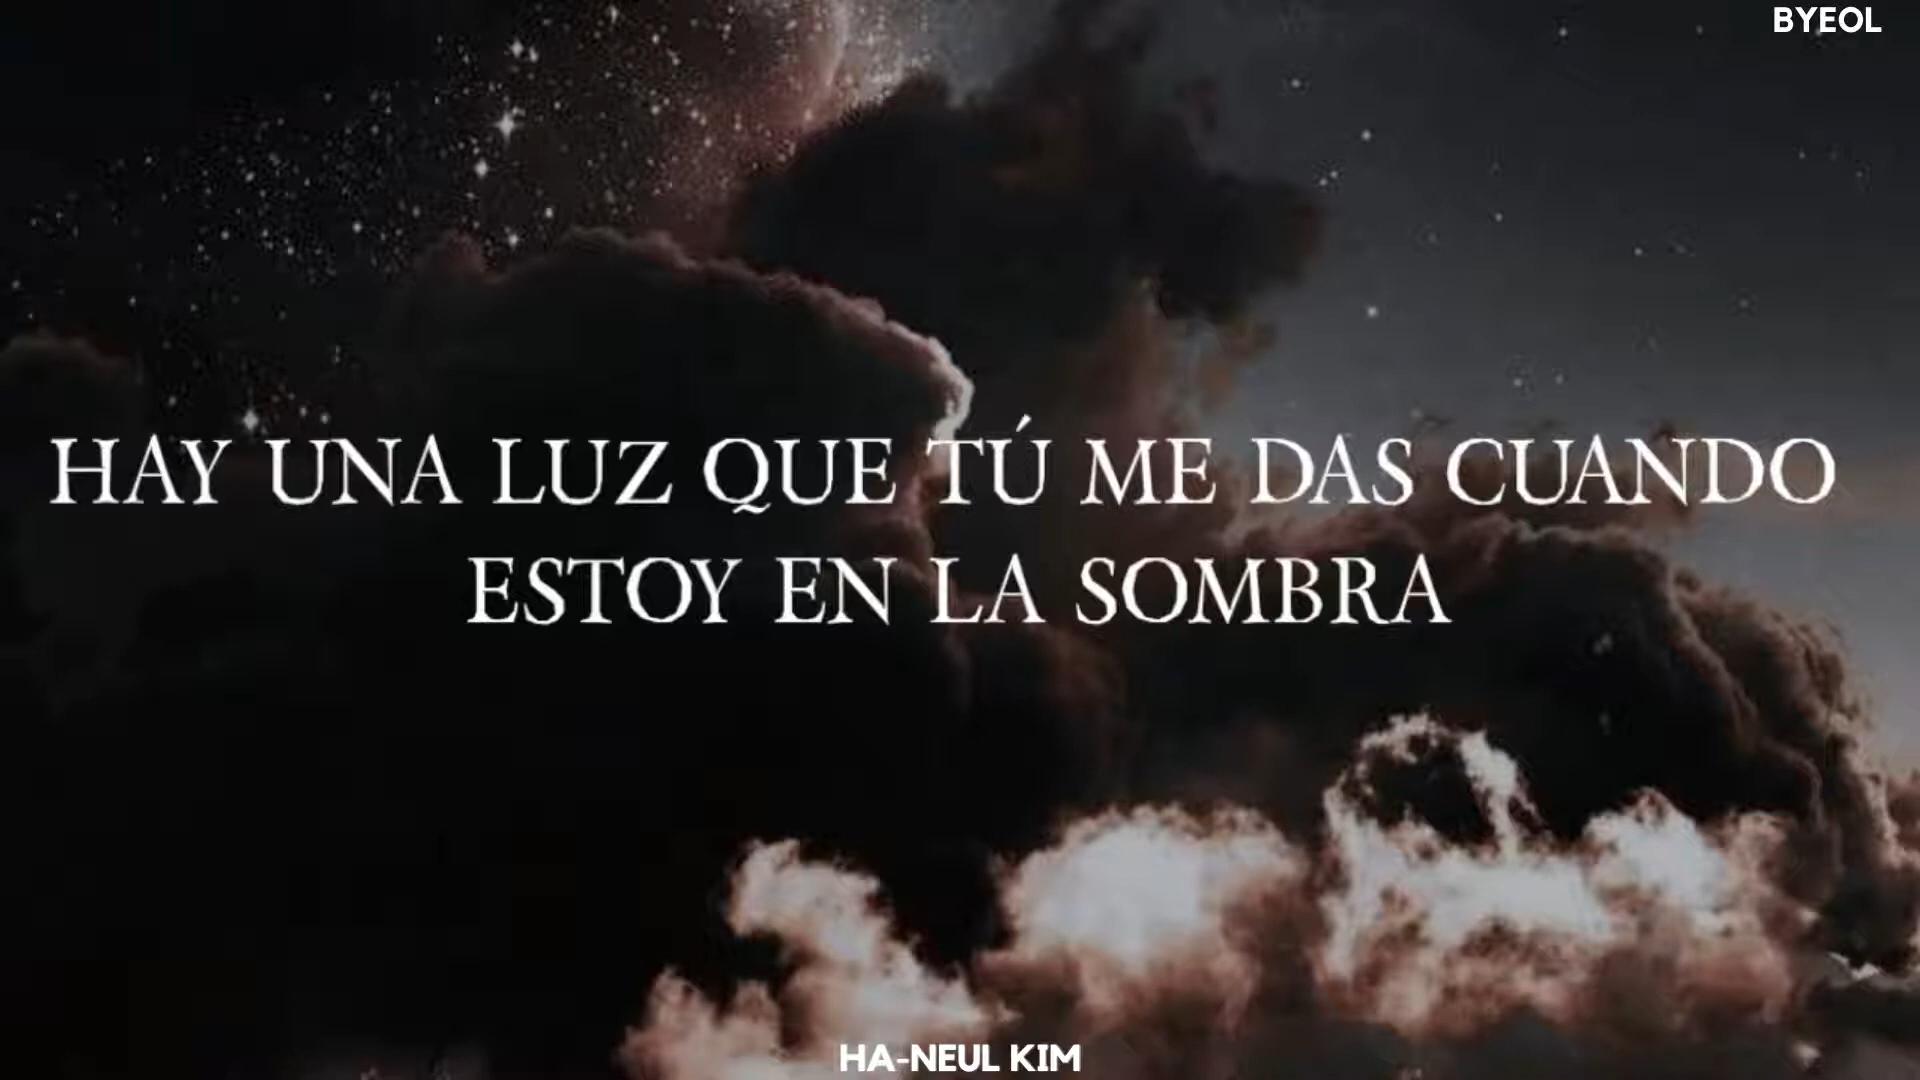 BYEOL
HAY UNA LUZ QUE TÚ ME DAS CUANDO
ESTOY EN LA SOMBRA
HA-NEUL KIM